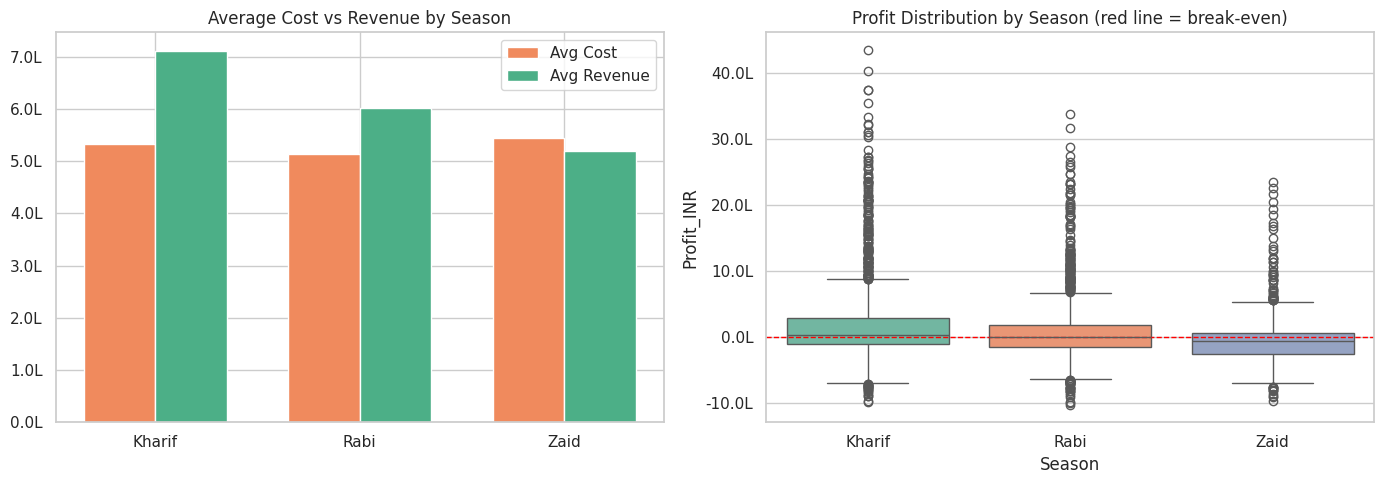 Average Cost vs Revenue by Season
Avg Cost
Avg Revenue
7.0L
6.0L
5.0L
4.0L
3.0L
2.0L
1.0L
0.0L
Kharif Rabi Zaid
Profit Distribution by Season (red line = break-even)
Profit_INR
40.0L
30.0L
20.0L
10.0L
0.0L
-10.0L
Kharif Rabi Zaid
Season